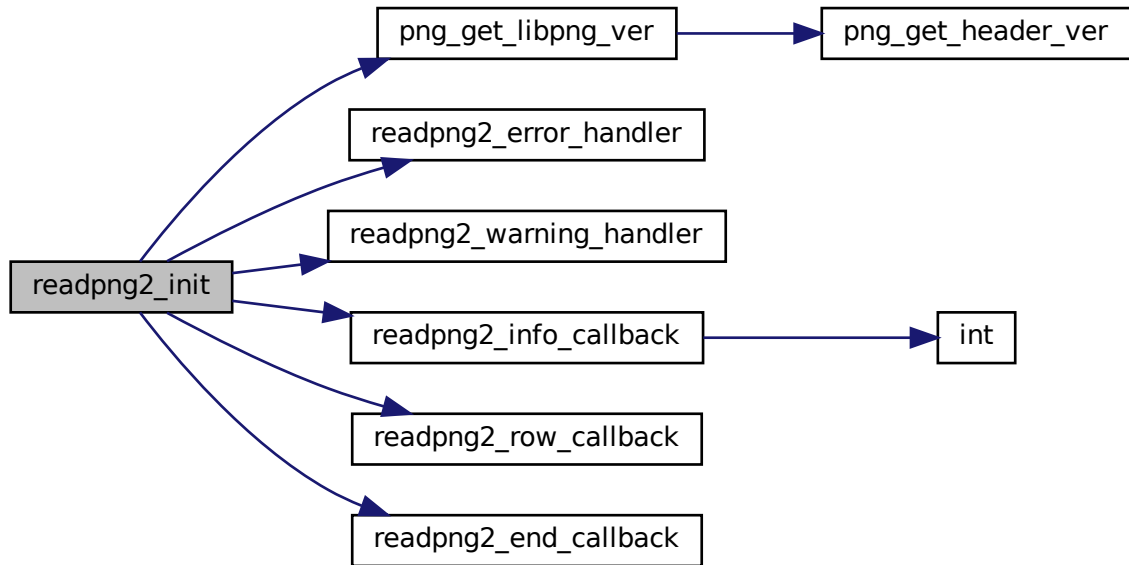 png_get_libpng_ver
png_get_header_ver
readpng2_error_handler
readpng2_warning_handler
readpng2_init
readpng2_info_callback
int
readpng2_row_callback
readpng2_end_callback